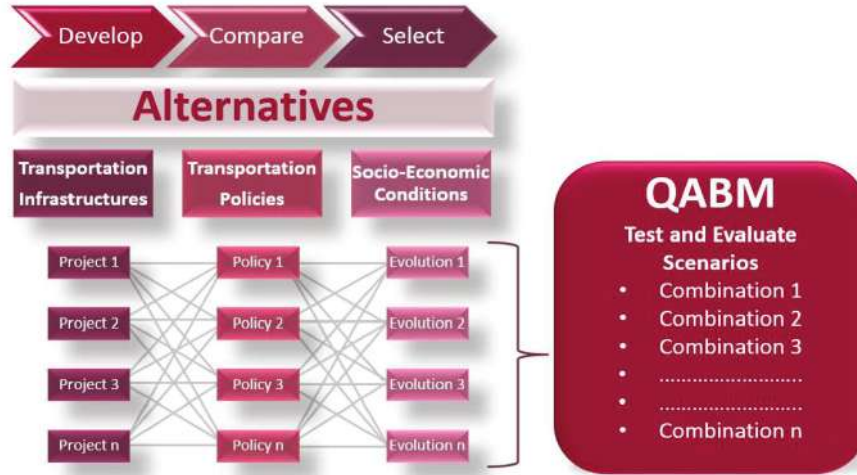 Develop
Compare
Select
Alternatives
Transportation
Infrastructures
Transportation
Policies
Socio-Economic
Conditions
Project 1
Policy 1
Evolution 1
Project 2
Policy 2
Evolution 2
Project 3
Policy 3
Evolution 3
Project n
Policy n
Evolution n
QABM
Test and Evaluate
Scenarios
• Combination 1
• Combination 2
• Combination 3
• ...........................
• ...........................
• Combination n